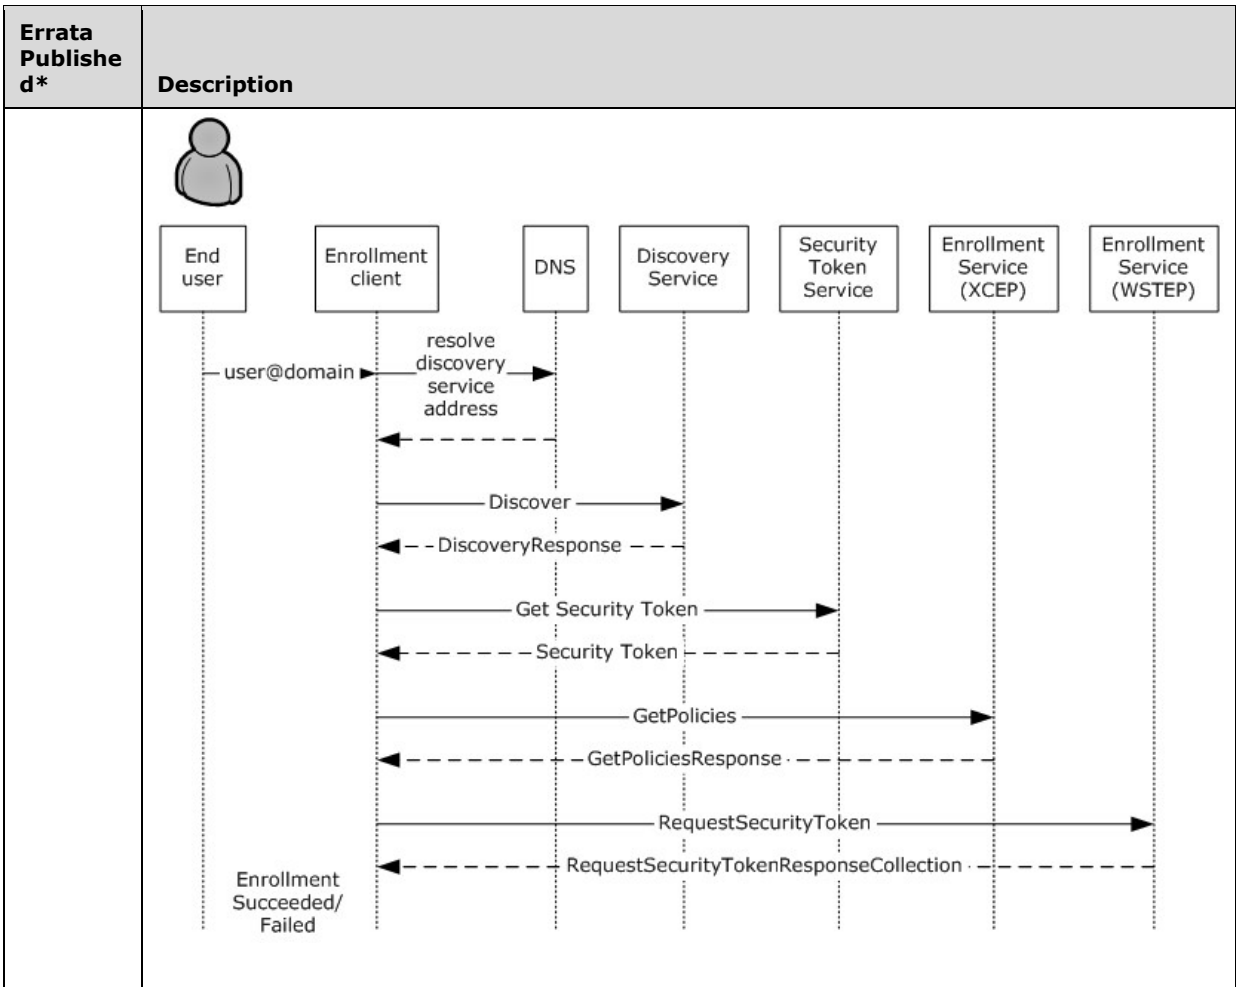 Errata
Publishe
d*
Description
End
user
Enrollment
client
DNS
Discovery
Service
Security
Token
Service
Enrollment
Service
(XCEP)
Enrollment
Service
(WSTEP)
user@domain
resolve
discovery
service
address
Discover
DiscoveryResponse
Get Security Token
Security Token
GetPolicies
GetPoliciesResponse
RequestSecurityToken
RequestSecurityTokenResponseCollection
Enrollment
Succeeded/
Failed